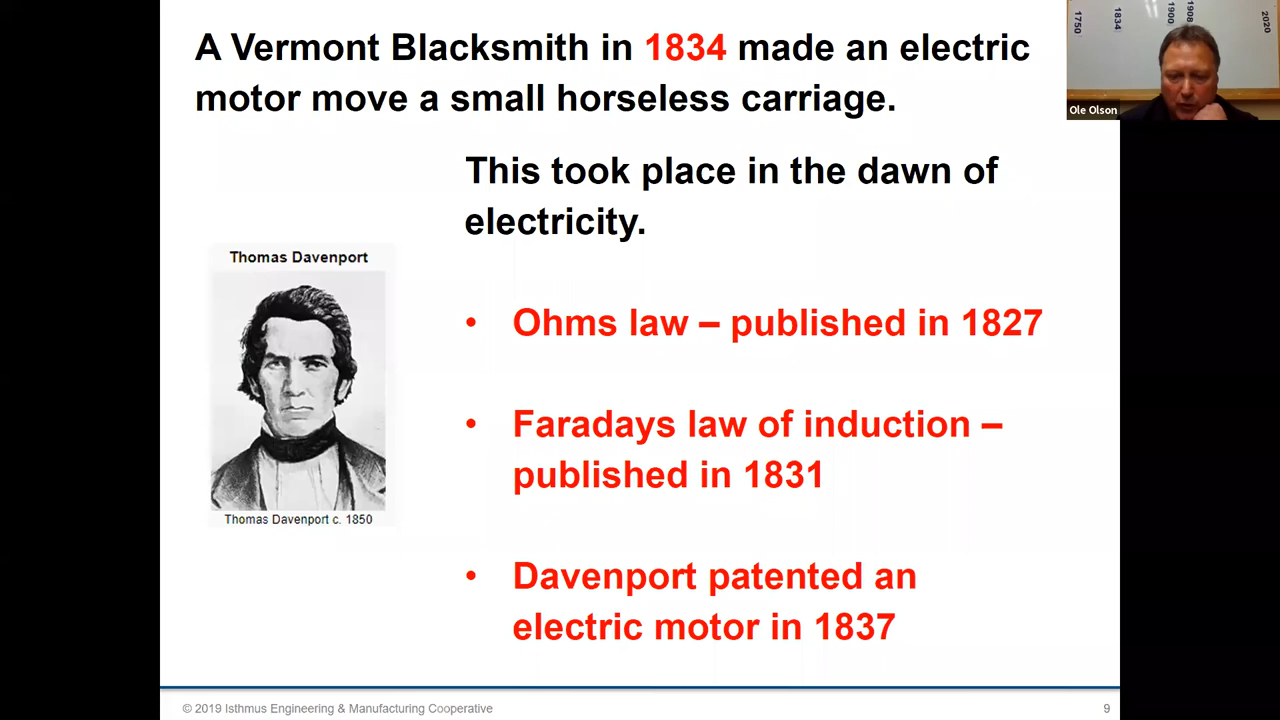 A Vermont Blacksmith in 1834 made an electric
motor move a small horseless carriage.
1750
1834
1900
1908
2020
Ole Olson
This took place in the dawn of
electricity.
Thomas Davenport
Thomas Davenport c. 1850
• Ohms law – published in 1827
• Faradays law of induction –
published in 1831
• Davenport patented an
electric motor in 1837
© 2019 Isthmus Engineering & Manufacturing Cooperative
9